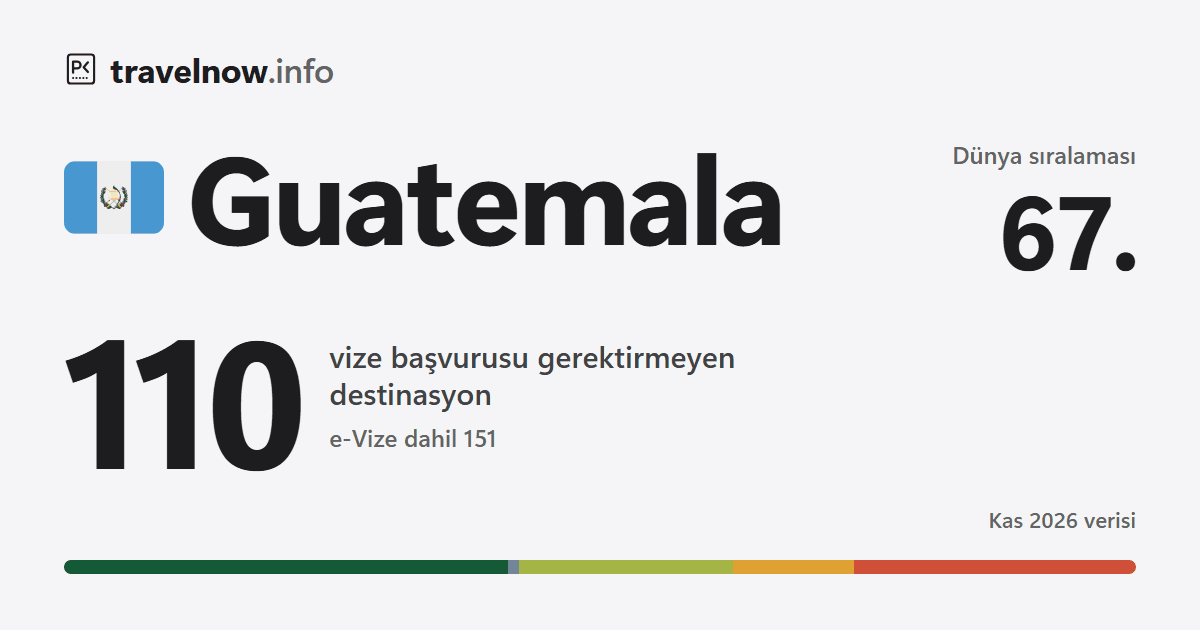 travelnow.info
Guatemala
Dünya sıralaması
67.
110
vize başvurusu gerektirmeyen
destinasyon
e-Vize dahil 151
Kas 2026 verisi